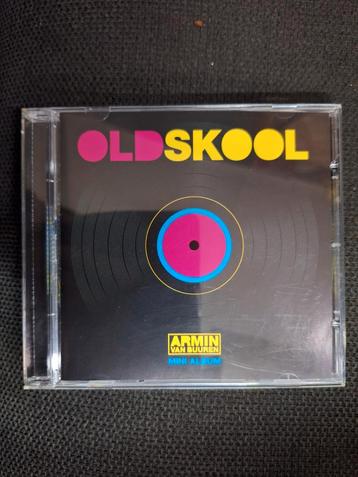 OLDSKOOL
ARMIN
VAN BUUREN
MINI ALBUM